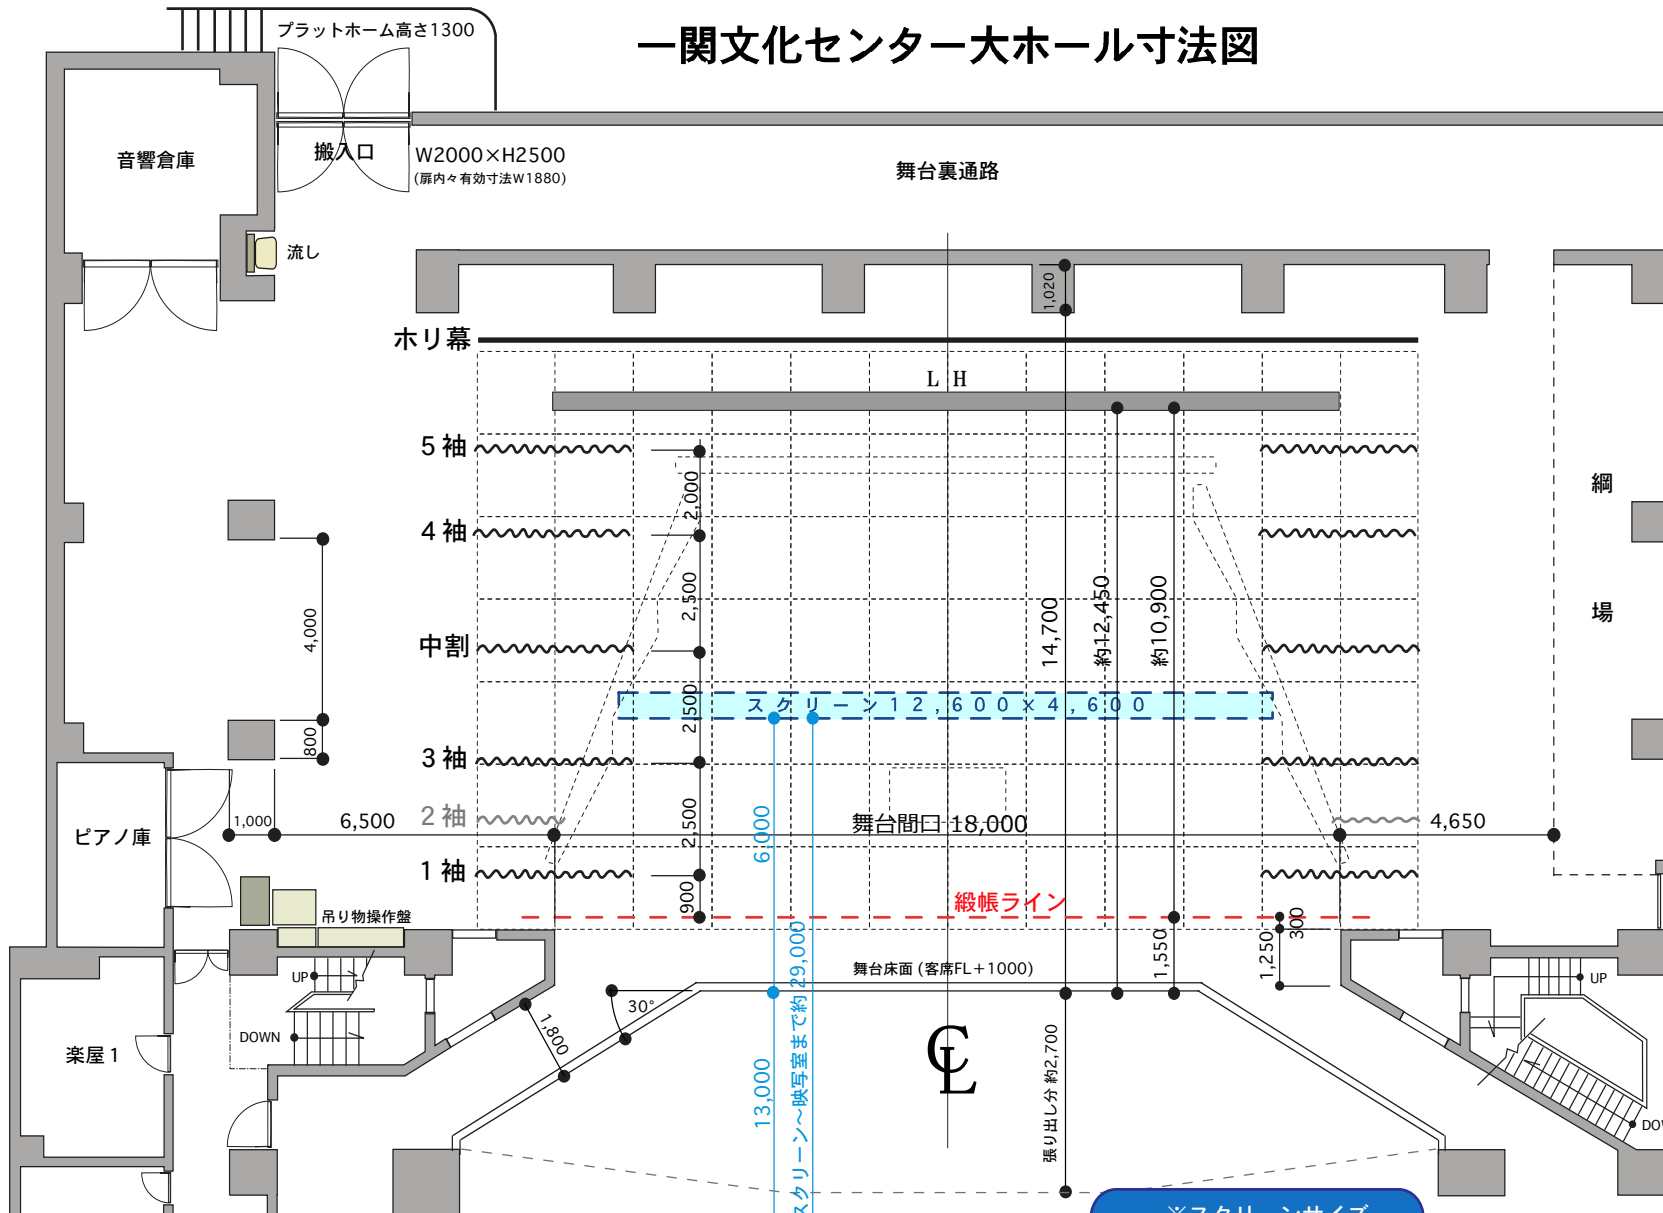 一関文化センター大ホール寸法図
プラットホーム高さ1300
搬入口
W2000×H2500
(扉内々有効寸法W1880)
音響倉庫
舞台裏通路
流し
1,020
ホリ幕
L H
5 袖
2,000
4 袖
綱
場
2,500
4,000
14,700
約12,450
約10,900
中割
2,500
スクリーン12,600×4,600
800
3 袖
2 袖
2,500
6,000
舞台間口 18,000
1,000
6,500
4,650
ピアノ庫
1 袖
900
緞帳ライン
吊り物操作盤
300
1,250
1,550
舞台床面 (客席FL+1000)
UP
DOWN
UP
30°
1,800
楽屋 1
13,000
スクリーン～映写室まで約 29,000
CL
張り出し分 約2,700
※スクリーンサイズ